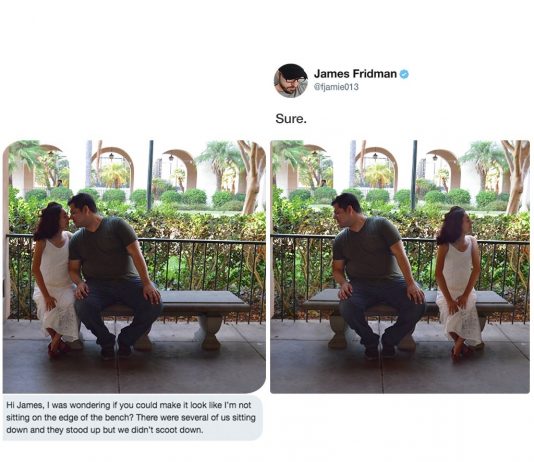 James Fridman
@fjamie013
Sure.
Hi James, I was wondering if you could make it look like I'm not
sitting on the edge of the bench? There were several of us sitting
down and they stood up but we didn't scoot down.